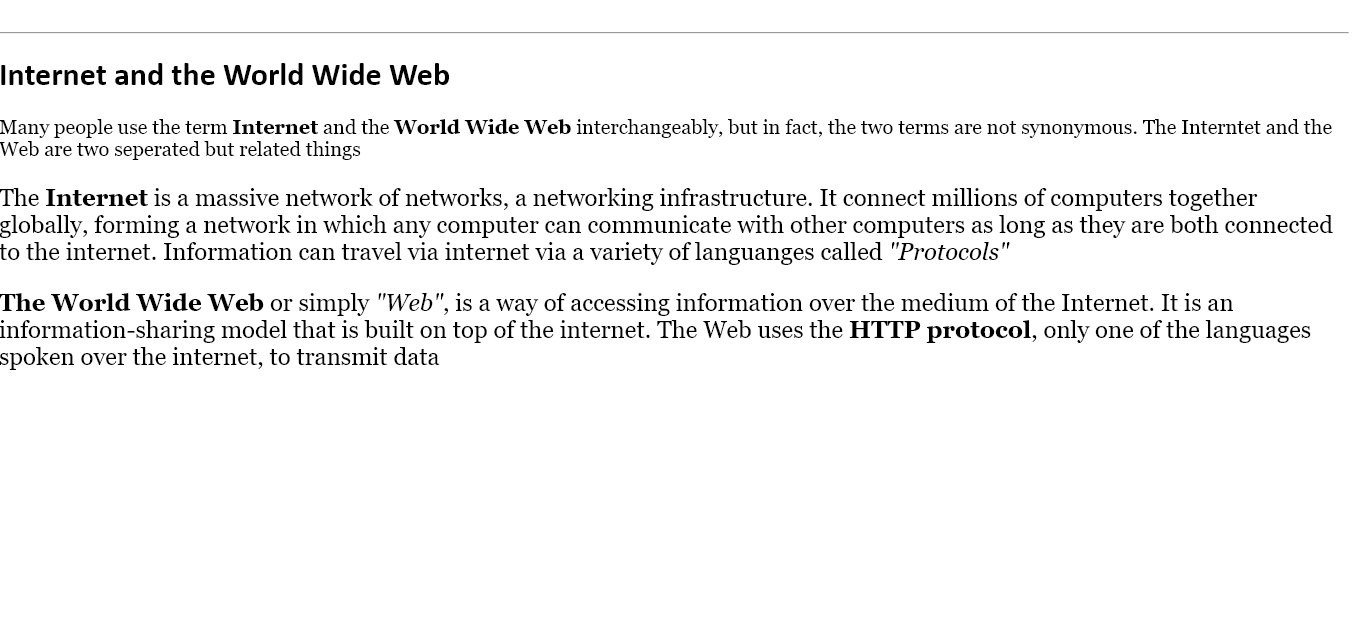 Internet and the World Wide Web
Many people use the term Internet and the World Wide Web interchangeably, but in fact, the two terms are not synonymous. The Interntet and the
Web are two seperated but related things
The Internet is a massive network of networks, a networking infrastructure. It connect millions of computers together
globally, forming a network in which any computer can communicate with other computers as long as they are both connected
to the internet. Information can travel via internet via a variety of languanges called "Protocols"
The World Wide Web or simply "Web", is a way of accessing information over the medium of the Internet. It is an
information-sharing model that is built on top of the internet. The Web uses the HTTP protocol, only one of the languages
spoken over the internet, to transmit data